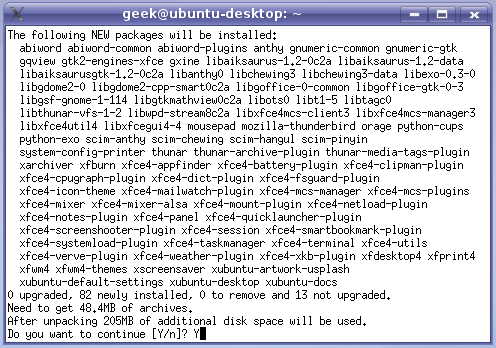 geek@ubuntu-desktop: ~
The following NEW packages will be installed:
abiword abiword-common abiword-plugins anthy gnumeric-common gnumeric-gtk
gqview gtk2-engines-xfce gxine libaiksaurus-1.2-0c2a libaiksaurus-1.2-data
libaiksaurusgtk-1.2-0c2a libanthy0 libchewing3 libchewing3-data libexo-0.3-0
libgdome2-0 libgdome2-cpp-smart0c2a libgoffice-0-common libgoffice-gtk-0-3
libgsf-gnome-1-114 libgtkmathview0c2a libots0 libt1-5 libtagc0
libthunar-vfs-1-2 libwpd-stream8c2a libxfce4mcs-client3 libxfce4mcs-manager3
libxfce4util4 libxfcegui4-4 mousepad mozilla-thunderbird orage python-cups
python-exo scim-anthy scim-chewing scim-hangul scim-pinyin
system-config-printer thunar thunar-archive-plugin thunar-media-tags-plugin
xarchiver xfburn xfce4-appfinder xfce4-battery-plugin xfce4-clipman-plugin
xfce4-cpugraph-plugin xfce4-dict-plugin xfce4-fsguard-plugin
xfce4-icon-theme xfce4-mailwatch-plugin xfce4-mcs-manager xfce4-mcs-plugins
xfce4-mixer xfce4-mixer-alsa xfce4-mount-plugin xfce4-netload-plugin
xfce4-notes-plugin xfce4-panel xfce4-quicklauncher-plugin
xfce4-screenshooter-plugin xfce4-session xfce4-smartbookmark-plugin
xfce4-systemload-plugin xfce4-taskmanager xfce4-terminal xfce4-utils
xfce4-verve-plugin xfce4-weather-plugin xfce4-xkb-plugin xfdesktop4 xfprint4
xfwm4 xfwm4-themes xscreensaver xubuntu-artwork-usplash
xubuntu-default-settings xubuntu-desktop xubuntu-docs
0 upgraded, 82 newly installed, 0 to remove and 13 not upgraded.
Need to get 48.4MB of archives.
After unpacking 205MB of additional disk space will be used.
Do you want to continue [Y/n]? Y